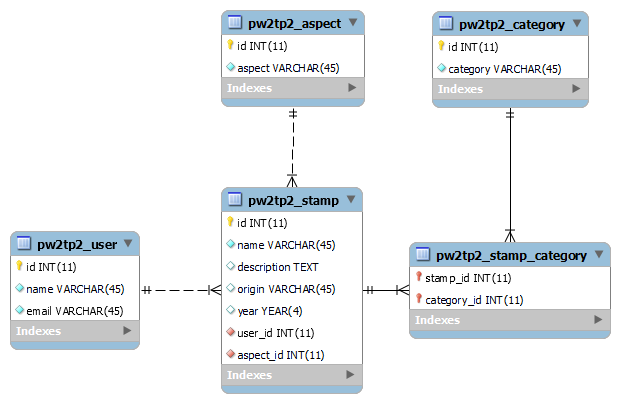 pw2tp2_aspect
id INT(11)
aspect VARCHAR(45)
Indexes
pw2tp2_category
id INT(11)
category VARCHAR(45)
Indexes
pw2tp2_user
id INT(11)
name VARCHAR(45)
email VARCHAR(45)
Indexes
pw2tp2_stamp
id INT(11)
name VARCHAR(45)
description TEXT
origin VARCHAR(45)
year YEAR(4)
user_id INT(11)
aspect_id INT(11)
Indexes
pw2tp2_stamp_category
stamp_id INT(11)
category_id INT(11)
Indexes